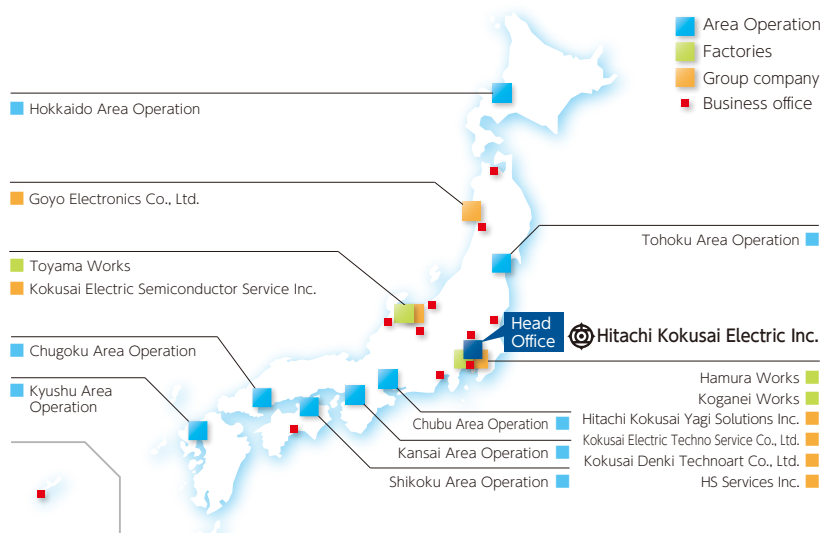 Area Operation
Factories
Group company
Business office
Hokkaido Area Operation
Goyo Electronics Co., Ltd.
Tohoku Area Operation
Toyama Works
Kokusai Electric Semiconductor Service Inc.
Head
Office
Hitachi Kokusai Electric Inc.
Chugoku Area Operation
Kyushu Area
Operation
Hamura Works
Koganei Works
Hitachi Kokusai Yagi Solutions Inc.
Kokusai Electric Techno Service Co., Ltd.
Kokusai Denki Technoart Co., Ltd.
HS Services Inc.
Chubu Area Operation
Kansai Area Operation
Shikoku Area Operation